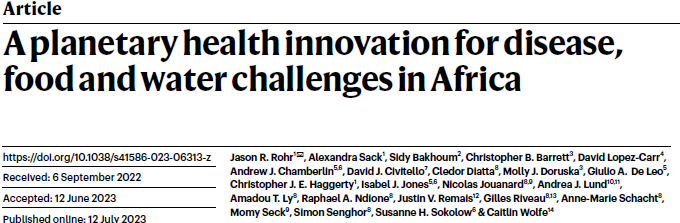 Article
A planetary health innovation for disease,
food and water challenges in Africa
https://doi.org/10.1038/s41586-023-06313-z
Received: 6 September 2022
Accepted: 12 June 2023
Published online: 12 July 2023
Jason R. Rohr1✉, Alexandra Sack1, Sidy Bakhoum2, Christopher B. Barrett3, David Lopez-Carr4,
Andrew J. Chamberlin5,6, David J. Civitello7, Cledor Diatta8, Molly J. Doruska3, Giulio A. De Leo5,
Christopher J. E. Haggerty1, Isabel J. Jones5,6, Nicolas Jouanard8,9, Andrea J. Lund10,11,
Amadou T. Ly8, Raphael A. Ndione8, Justin V. Remais12, Gilles Riveau8,13, Anne-Marie Schacht8,
Momy Seck9, Simon Senghor8, Susanne H. Sokolow6 & Caitlin Wolfe14